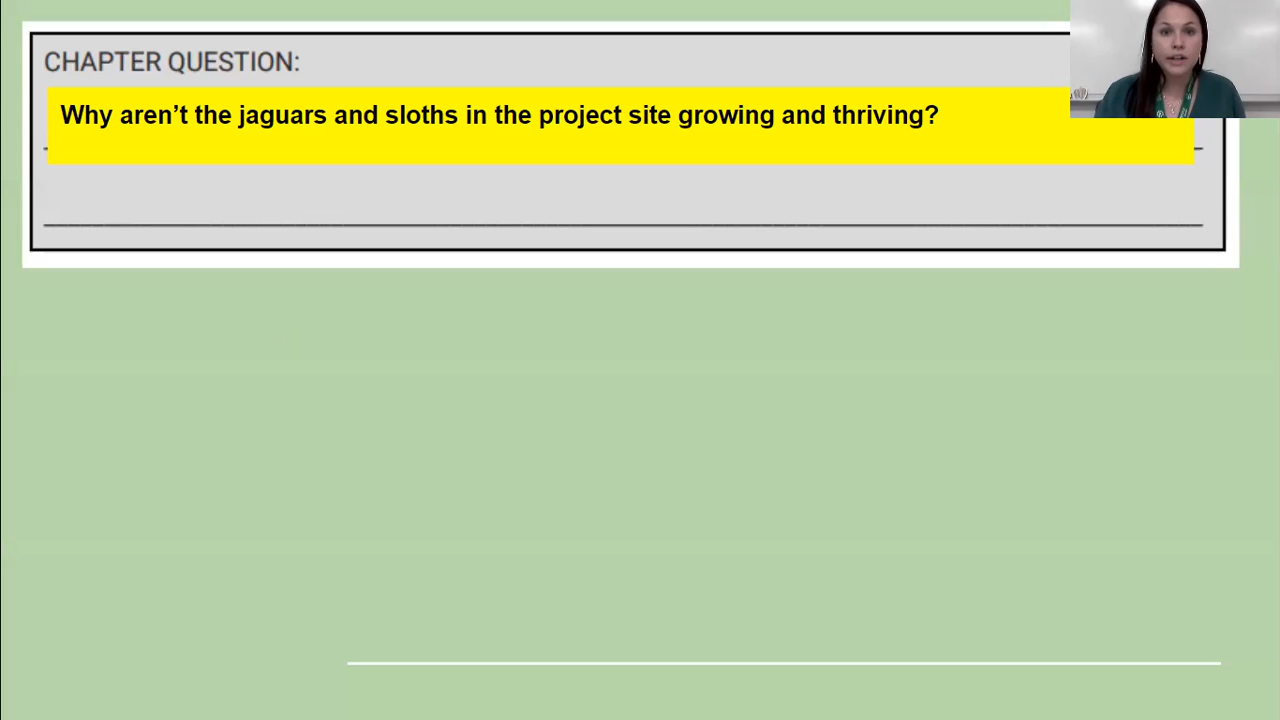 CHAPTER QUESTION:
Why aren’t the jaguars and sloths in the project site growing and thriving?